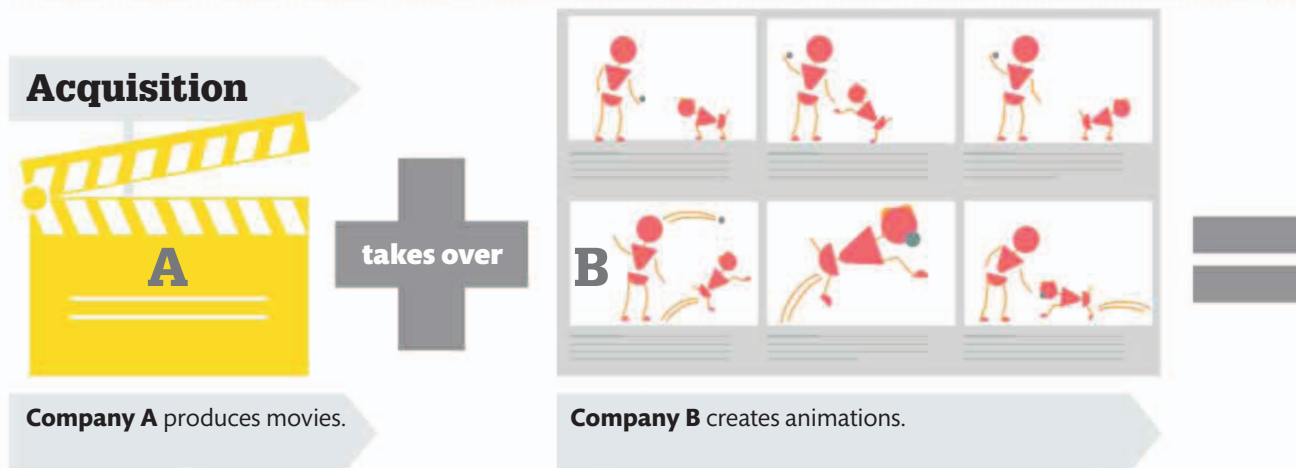 Acquisition
A
takes over
B
Company A produces movies.
Company B creates animations.